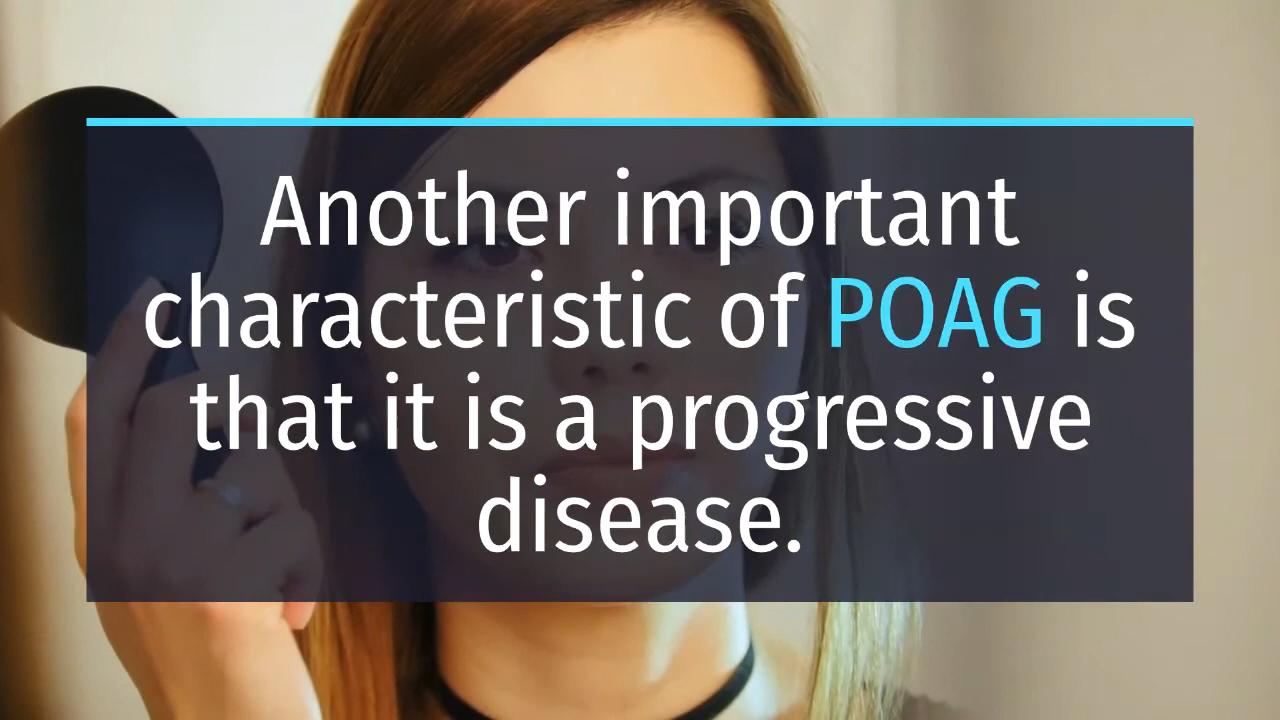 Another important
characteristic of POAG is
that it is a progressive
disease.